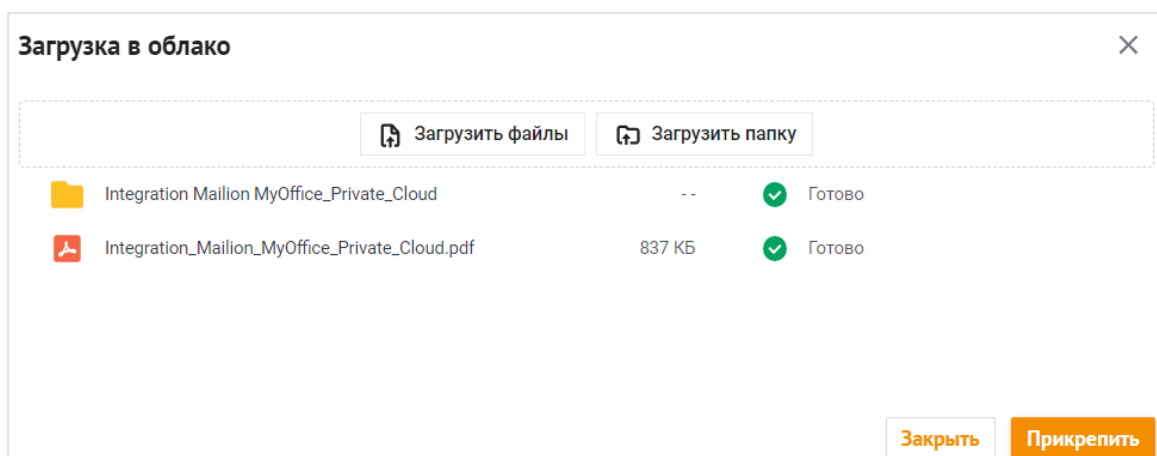 Загрузка в облако
Загрузить файлы Загрузить папку
Integration Mailion MyOffice_Private_Cloud -- Готово
Integration_Mailion_MyOffice_Private_Cloud.pdf 837 КБ Готово
Закрыть Прикрепить